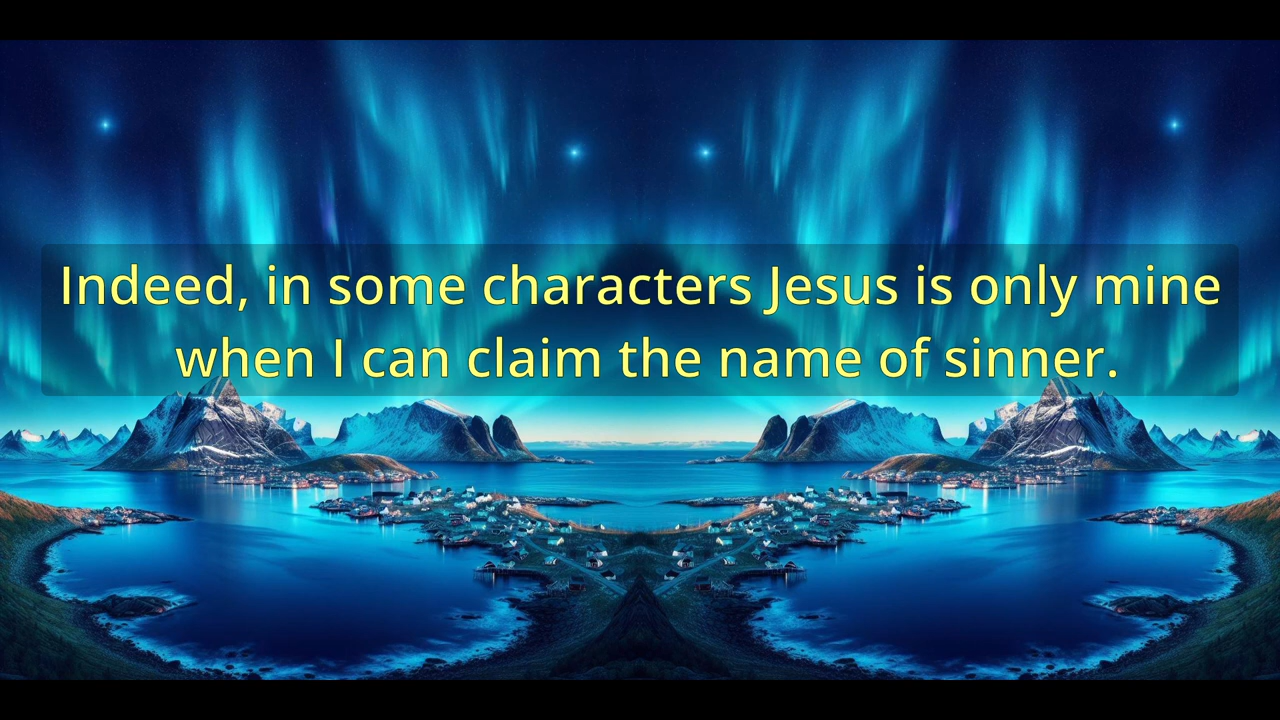 Indeed, in some characters Jesus is only mine
when I can claim the name of sinner.